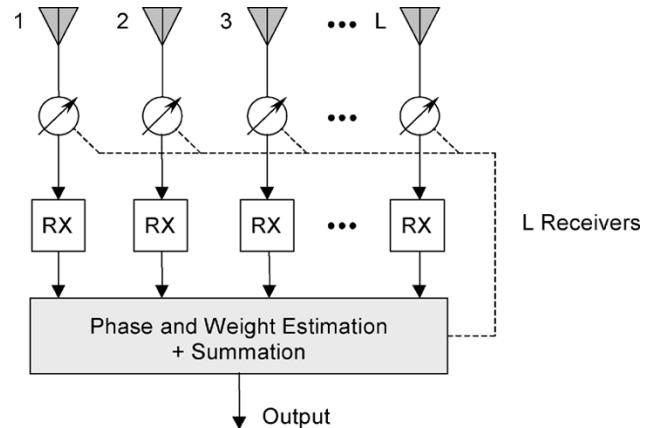 1 2 3 ••• L
•••
RX RX RX ••• RX
L Receivers
Phase and Weight Estimation
+ Summation
Output